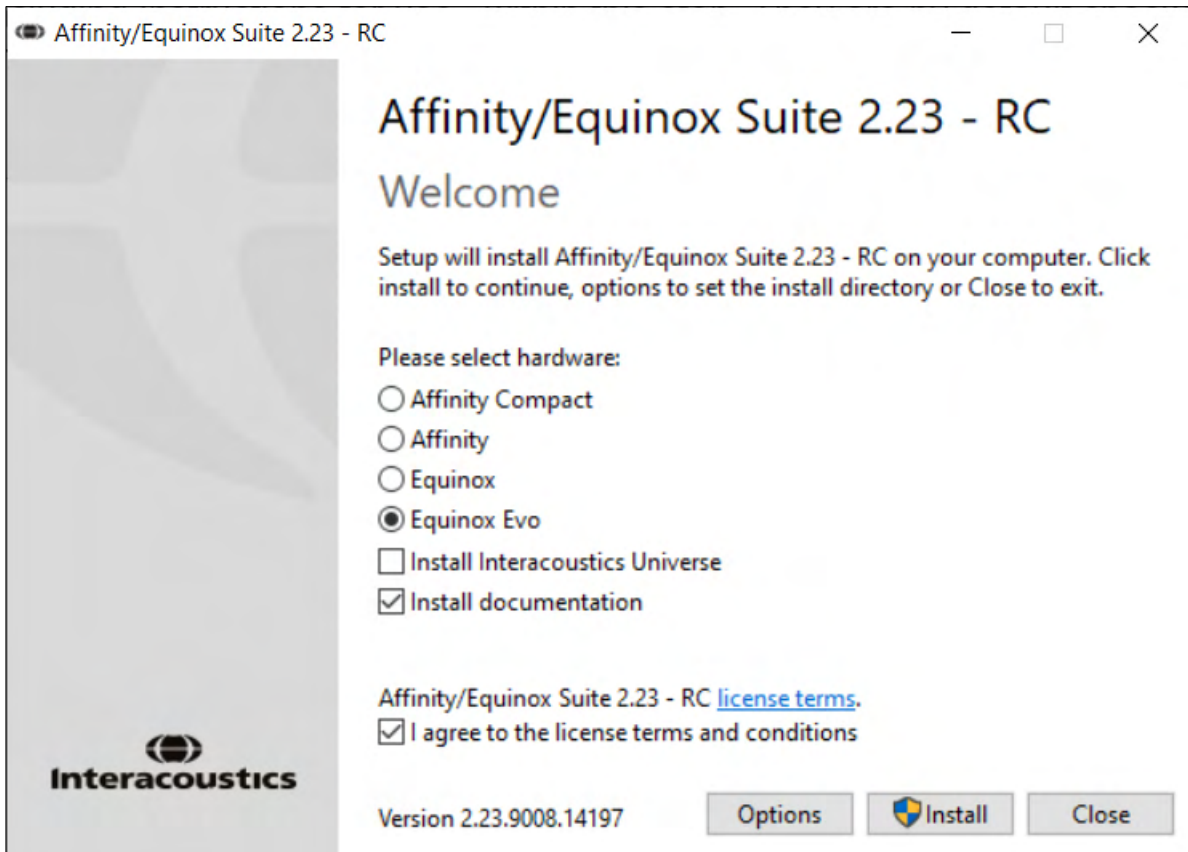 Affinity/Equinox Suite 2.23 - RC
Affinity/Equinox Suite 2.23 - RC
Welcome
Setup will install Affinity/Equinox Suite 2.23 - RC on your computer. Click
install to continue, options to set the install directory or Close to exit.
Please select hardware:
Affinity Compact
Affinity
Equinox
Equinox Evo
Install Interacoustics Universe
Install documentation
Affinity/Equinox Suite 2.23 - RC license terms.
I agree to the license terms and conditions
Interacoustics
Version 2.23.9008.14197
Options
Install
Close